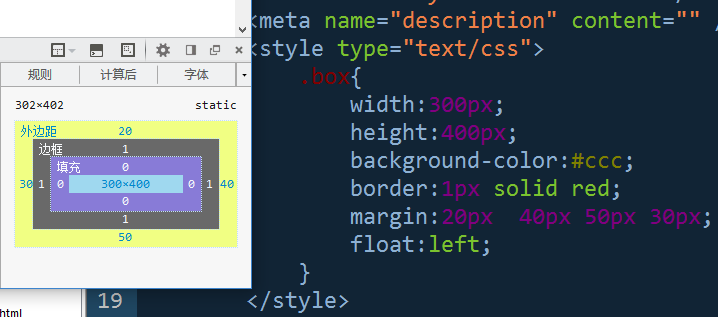 <meta name="description" content="" /
<style type="text/css">
.box{
width:300px;
height:400px;
background-color:#ccc;
border:1px solid red;
margin:20px 40px 50px 30px;
float:left;
}
19 </style>
规则 计算后 字体
302×402 static
外边距 20
边框 1
填充 0
30 1 0 300×400 0 1 40
0
1
50
html